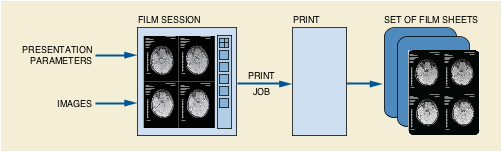 FILM SESSION
PRINT
SET OF FILM SHEETS
PRESENTATION
PARAMETERS
IMAGES
PRINT
JOB